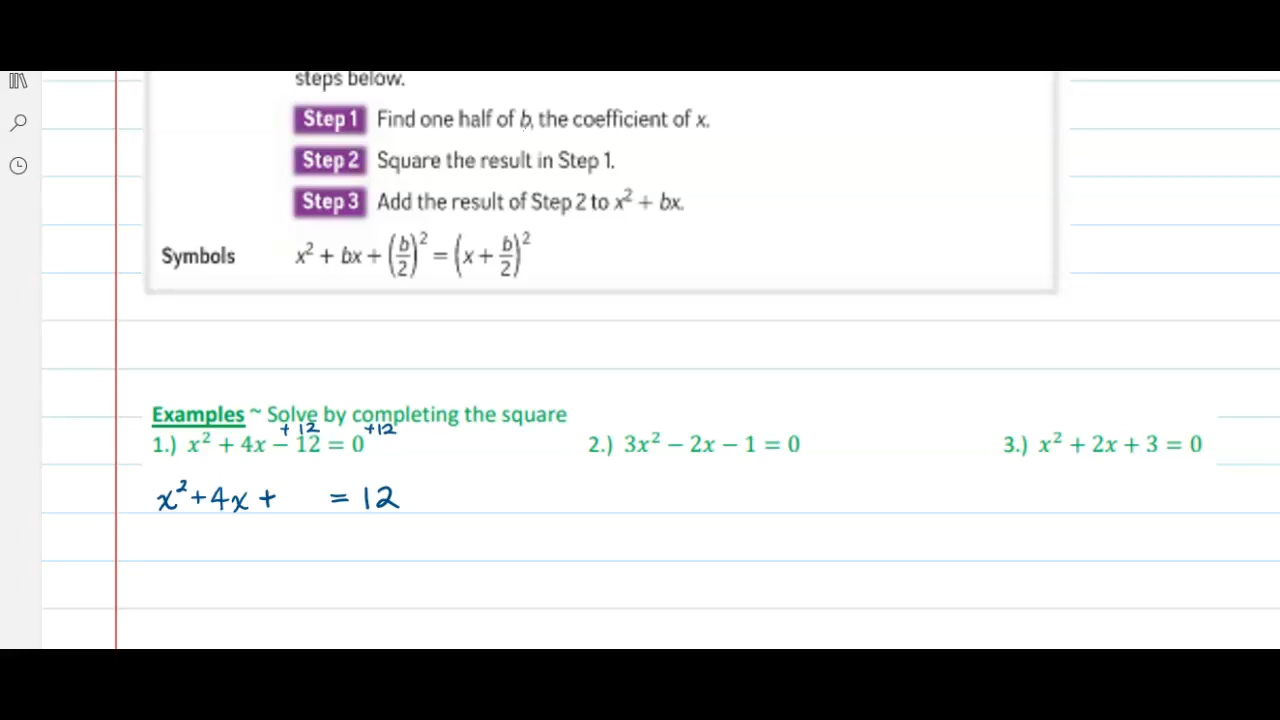 steps below.
Step 1 Find one half of b, the coefficient of x.
Step 2 Square the result in Step 1.
Step 3 Add the result of Step 2 to x² + bx.
Symbols x² + bx + (b/2)² = (x + b/2)²
Examples ~ Solve by completing the square
+ 12 +12
1.) x² + 4x − 12 = 0 2.) 3x² − 2x − 1 = 0 3.) x² + 2x + 3 = 0
x² + 4x + = 12